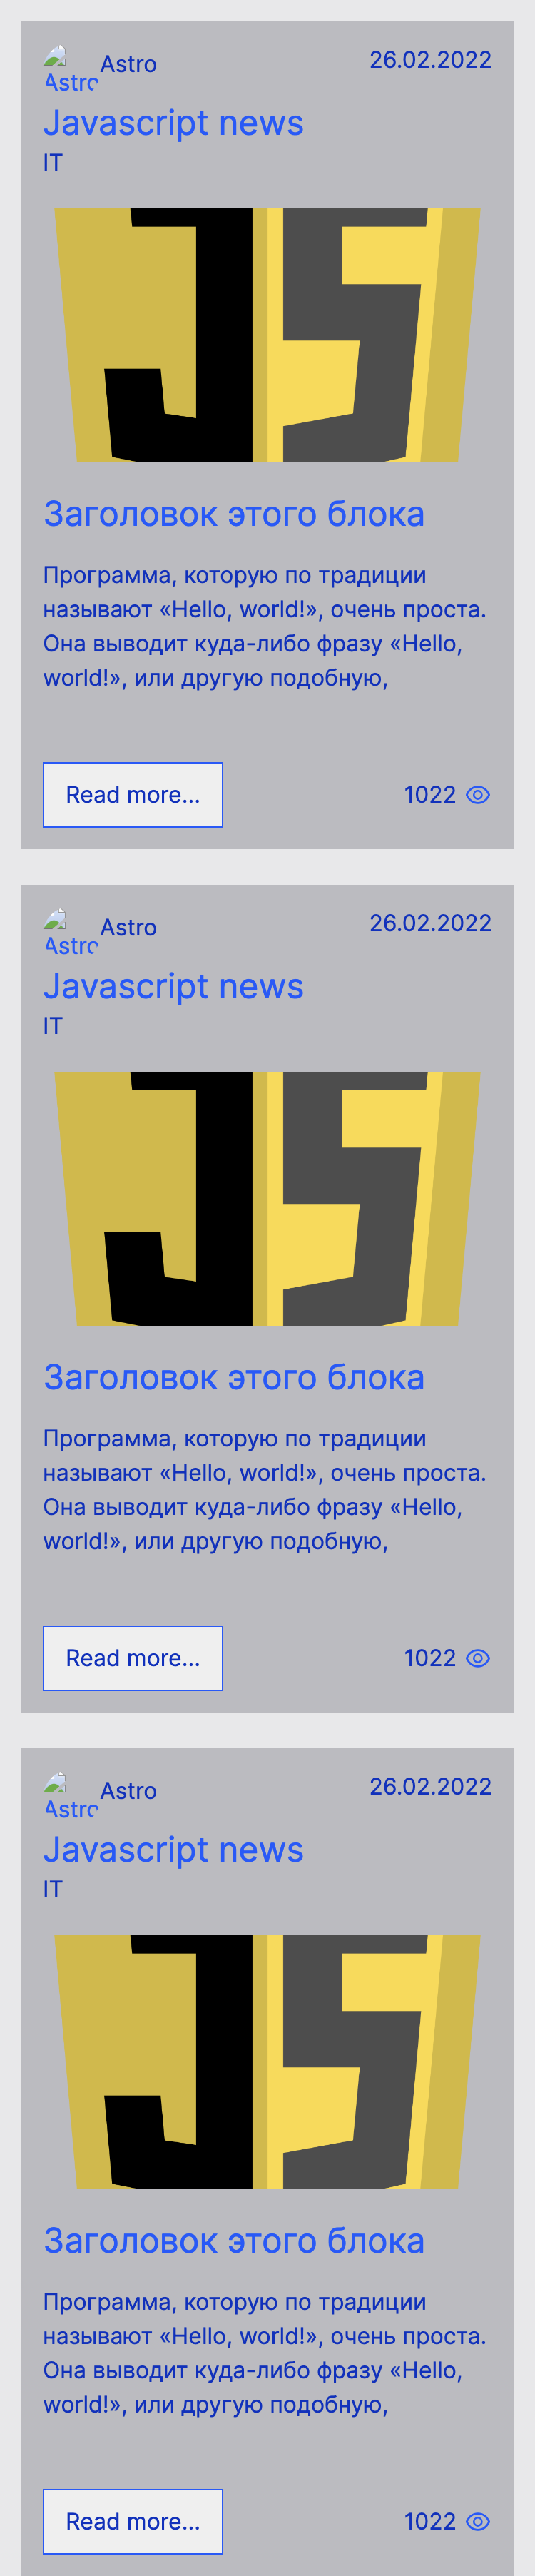 Astro
Astro
26.02.2022
Javascript news
IT
JS
Заголовок этого блока
Программа, которую по традиции
называют «Hello, world!», очень проста.
Она выводит куда-либо фразу «Hello,
world!», или другую подобную,
Read more...
1022
Astro
Astro
26.02.2022
Javascript news
IT
JS
Заголовок этого блока
Программа, которую по традиции
называют «Hello, world!», очень проста.
Она выводит куда-либо фразу «Hello,
world!», или другую подобную,
Read more...
1022
Astro
Astro
26.02.2022
Javascript news
IT
JS
Заголовок этого блока
Программа, которую по традиции
называют «Hello, world!», очень проста.
Она выводит куда-либо фразу «Hello,
world!», или другую подобную,
Read more...
1022